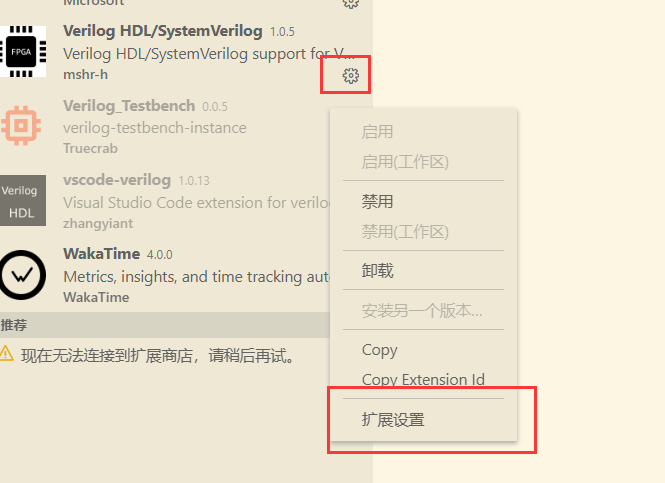 Microsoft
Verilog HDL/SystemVerilog 1.0.5
FPGA
Verilog HDL/SystemVerilog support for V...
mshr-h
Verilog_Testbench 0.0.5
verilog-testbench-instance
Truecrab
vscode-verilog 1.0.13
Verilog
HDL
Visual Studio Code extension for verilo
zhangyiant
WakaTime 4.0.0
Metrics, insights, and time tracking aut
WakaTime
推荐
现在无法连接到扩展商店，请稍后再试。
启用
启用(工作区)
禁用
禁用(工作区)
卸载
安装另一个版本...
Copy
Copy Extension Id
扩展设置